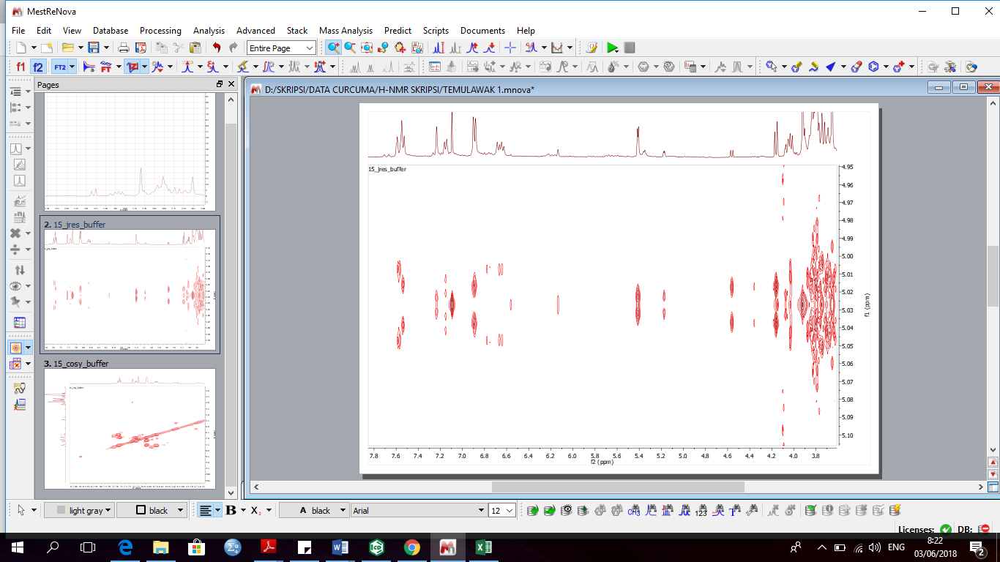 MestReNova
File Edit View Database Processing Analysis Advanced Stack Mass Analysis Predict Scripts Documents Help
Entire Page
f1 f2 FT2 FT
Pages
D:/SKRIPSI/DATA CURCUMA/H-NMR SKRIPSI/TEMULAWAK 1.mnova*
2. 15_jres_buffer
3. 15_cosy_buffer
15_jres_buffer
4.95
4.96
4.97
4.98
4.99
5.00
5.01
5.02
5.03
5.04
5.05
5.06
5.07
5.08
5.09
5.10
f1 (ppm)
7.8 7.6 7.4 7.2 7.0 6.8 6.6 6.4 6.2 6.0 5.8 5.6 5.4 5.2 5.0 4.8 4.6 4.4 4.2 4.0 3.8
f2 (ppm)
light gray black B X2 A black Arial 12 CH3 123
Licenses: DB:
ENG
8:22
03/06/2018
2